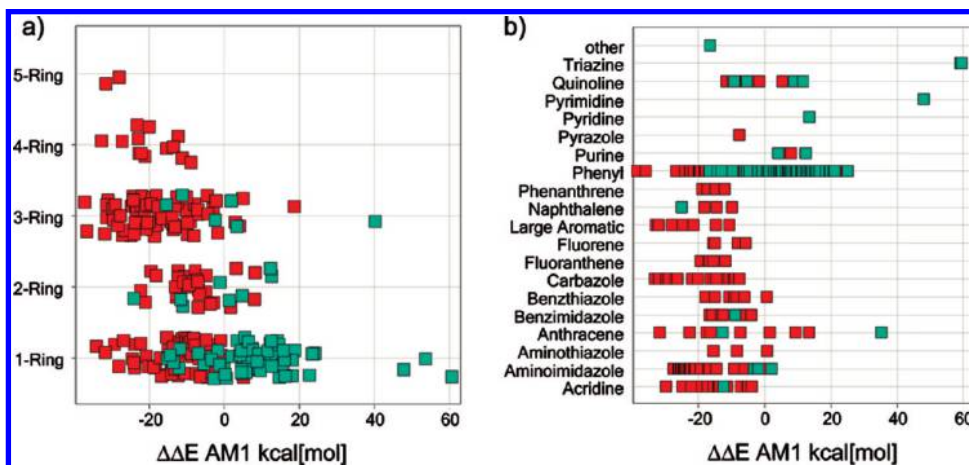 a)
5-Ring
4-Ring
3-Ring
2-Ring
1-Ring
-20 0 20 40 60
ΔΔE AM1 kcal[mol]
b)
other
Triazine
Quinoline
Pyrimidine
Pyridine
Pyrazole
Purine
Phenyl
Phenanthrene
Naphthalene
Large Aromatic
Fluorene
Fluoranthene
Carbazole
Benzthiazole
Benzimidazole
Anthracene
Aminothiazole
Aminoimidazole
Acridine
-20 0 20 40 60
ΔΔE AM1 kcal[mol]